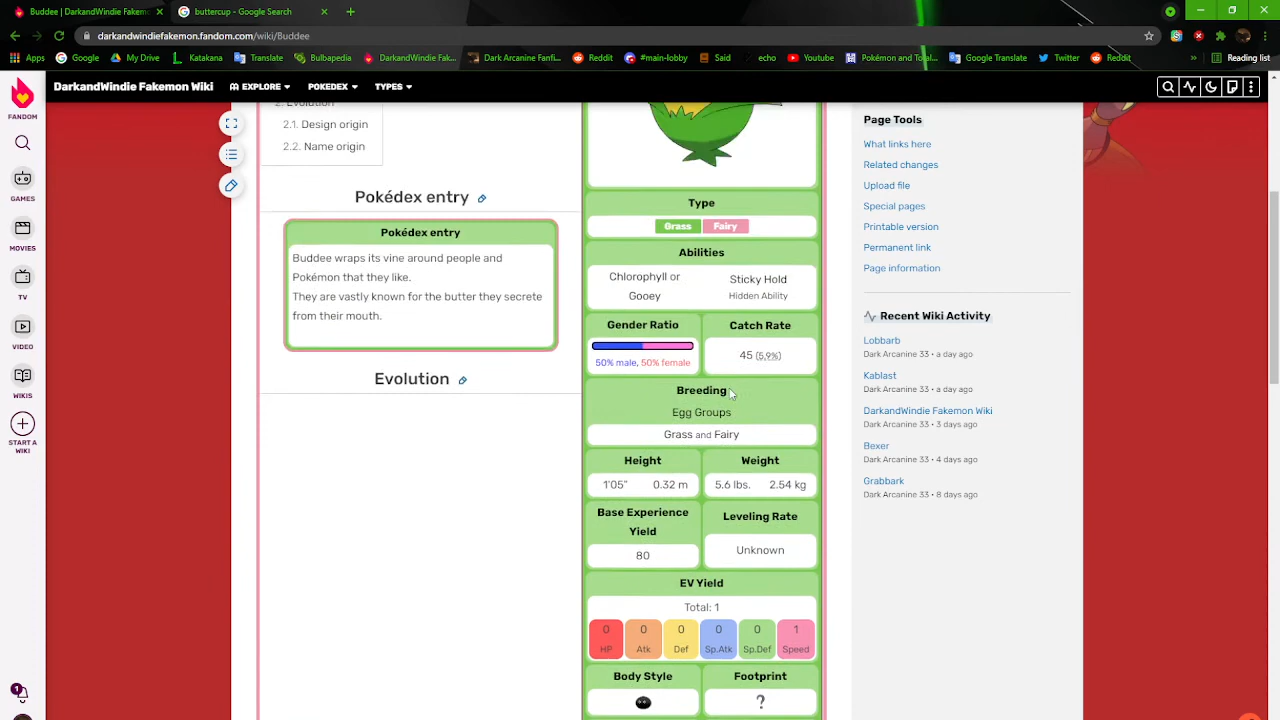 Buddee | DarkandWindie Fakemo
buttercup - Google Search
darkandwindiefakemon.fandom.com/wiki/Buddee
Apps
Google
My Drive
Katakana
Translate
Bulbapedia
DarkandWindie Fak...
Dark Arcanine Fanfi...
Reddit
#main-lobby
Said
echo
Youtube
Pokémon and Total...
Google Translate
Twitter
Reddit
»
Reading list
DarkandWindie Fakemon Wiki
EXPLORE
POKEDEX
TYPES
FANDOM
GAMES
MOVIES
TV
VIDEO
WIKIS
START A
WIKI
1
2. Evolution
2.1. Design origin
2.2. Name origin
Pokédex entry
Pokédex entry
Buddee wraps its vine around people and
Pokémon that they like.
They are vastly known for the butter they secrete
from their mouth.
Evolution
Type
Grass
Fairy
Abilities
Chlorophyll or
Gooey
Sticky Hold
Hidden Ability
Gender Ratio
50% male, 50% female
Catch Rate
45 (5.9%)
Breeding
Egg Groups
Grass and Fairy
Height
1'05"
0.32 m
Weight
5.6 lbs.
2.54 kg
Base Experience
Yield
80
Leveling Rate
Unknown
EV Yield
Total: 1
0
HP
0
Atk
0
Def
0
Sp.Atk
0
Sp.Def
1
Speed
Body Style
Footprint
?
Page Tools
What links here
Related changes
Upload file
Special pages
Printable version
Permanent link
Page information
Recent Wiki Activity
Lobbarb
Dark Arcanine 33 • a day ago
Kablast
Dark Arcanine 33 • a day ago
DarkandWindie Fakemon Wiki
Dark Arcanine 33 • 3 days ago
Bexer
Dark Arcanine 33 • 4 days ago
Grabbark
Dark Arcanine 33 • 8 days ago